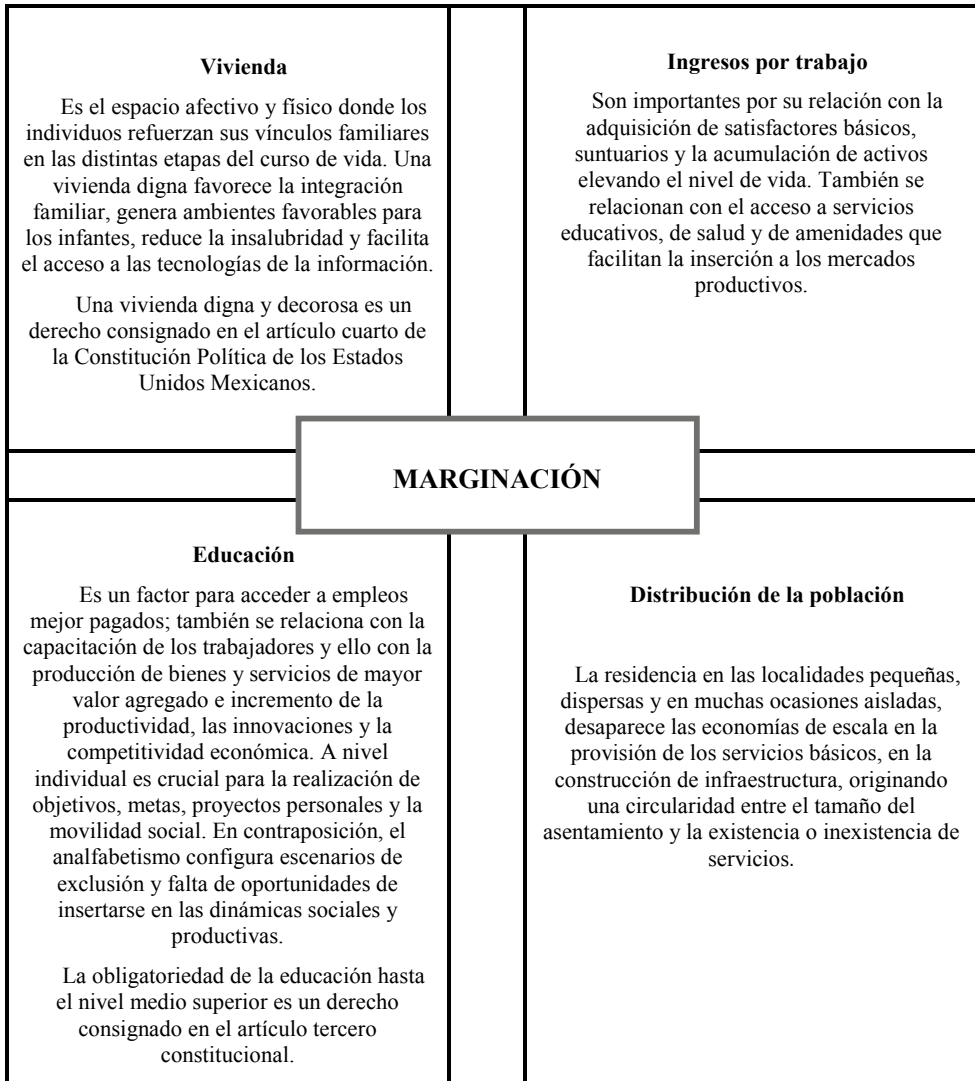 Vivienda
Es el espacio afectivo y físico donde los
individuos refuerzan sus vínculos familiares
en las distintas etapas del curso de vida. Una
vivienda digna favorece la integración
familiar, genera ambientes favorables para
los infantes, reduce la insalubridad y facilita
el acceso a las tecnologías de la información.
Una vivienda digna y decorosa es un
derecho consignado en el artículo cuarto de
la Constitución Política de los Estados
Unidos Mexicanos.
Ingresos por trabajo
Son importantes por su relación con la
adquisición de satisfactores básicos,
suntuarios y la acumulación de activos
elevando el nivel de vida. También se
relacionan con el acceso a servicios
educativos, de salud y de amenidades que
facilitan la inserción a los mercados
productivos.
MARGINACIÓN
Educación
Es un factor para acceder a empleos
mejor pagados; también se relaciona con la
capacitación de los trabajadores y ello con la
producción de bienes y servicios de mayor
valor agregado e incremento de la
productividad, las innovaciones y la
competitividad económica. A nivel
individual es crucial para la realización de
objetivos, metas, proyectos personales y la
movilidad social. En contraposición, el
analfabetismo configura escenarios de
exclusión y falta de oportunidades de
insertarse en las dinámicas sociales y
productivas.
La obligatoriedad de la educación hasta
el nivel medio superior es un derecho
consignado en el artículo tercero
constitucional.
Distribución de la población
La residencia en las localidades pequeñas,
dispersas y en muchas ocasiones aisladas,
desaparece las economías de escala en la
provisión de los servicios básicos, en la
construcción de infraestructura, originando
una circularidad entre el tamaño del
asentamiento y la existencia o inexistencia de
servicios.